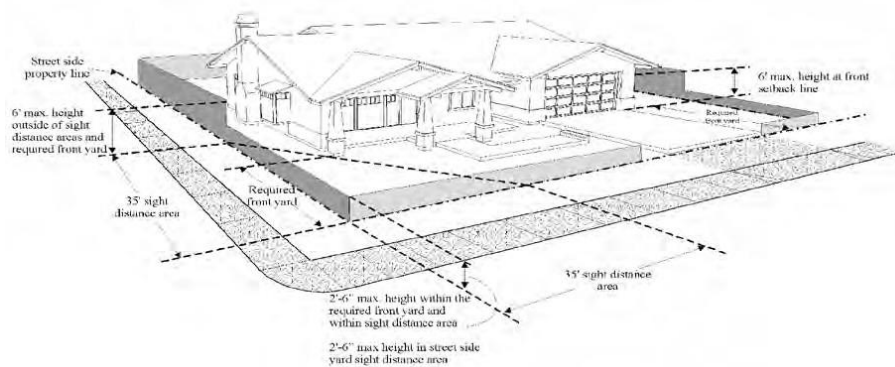 Street side
property line
6' max. height
outside of sight
distance areas and
required front yard
35' sight
distance area
Required
front yard
6' max. height at front
setback line
Required
front yard
35' sight distance
area
2'-6" max. height within the
required front yard and
within sight distance area
2'-6" max height in street side
yard sight distance area